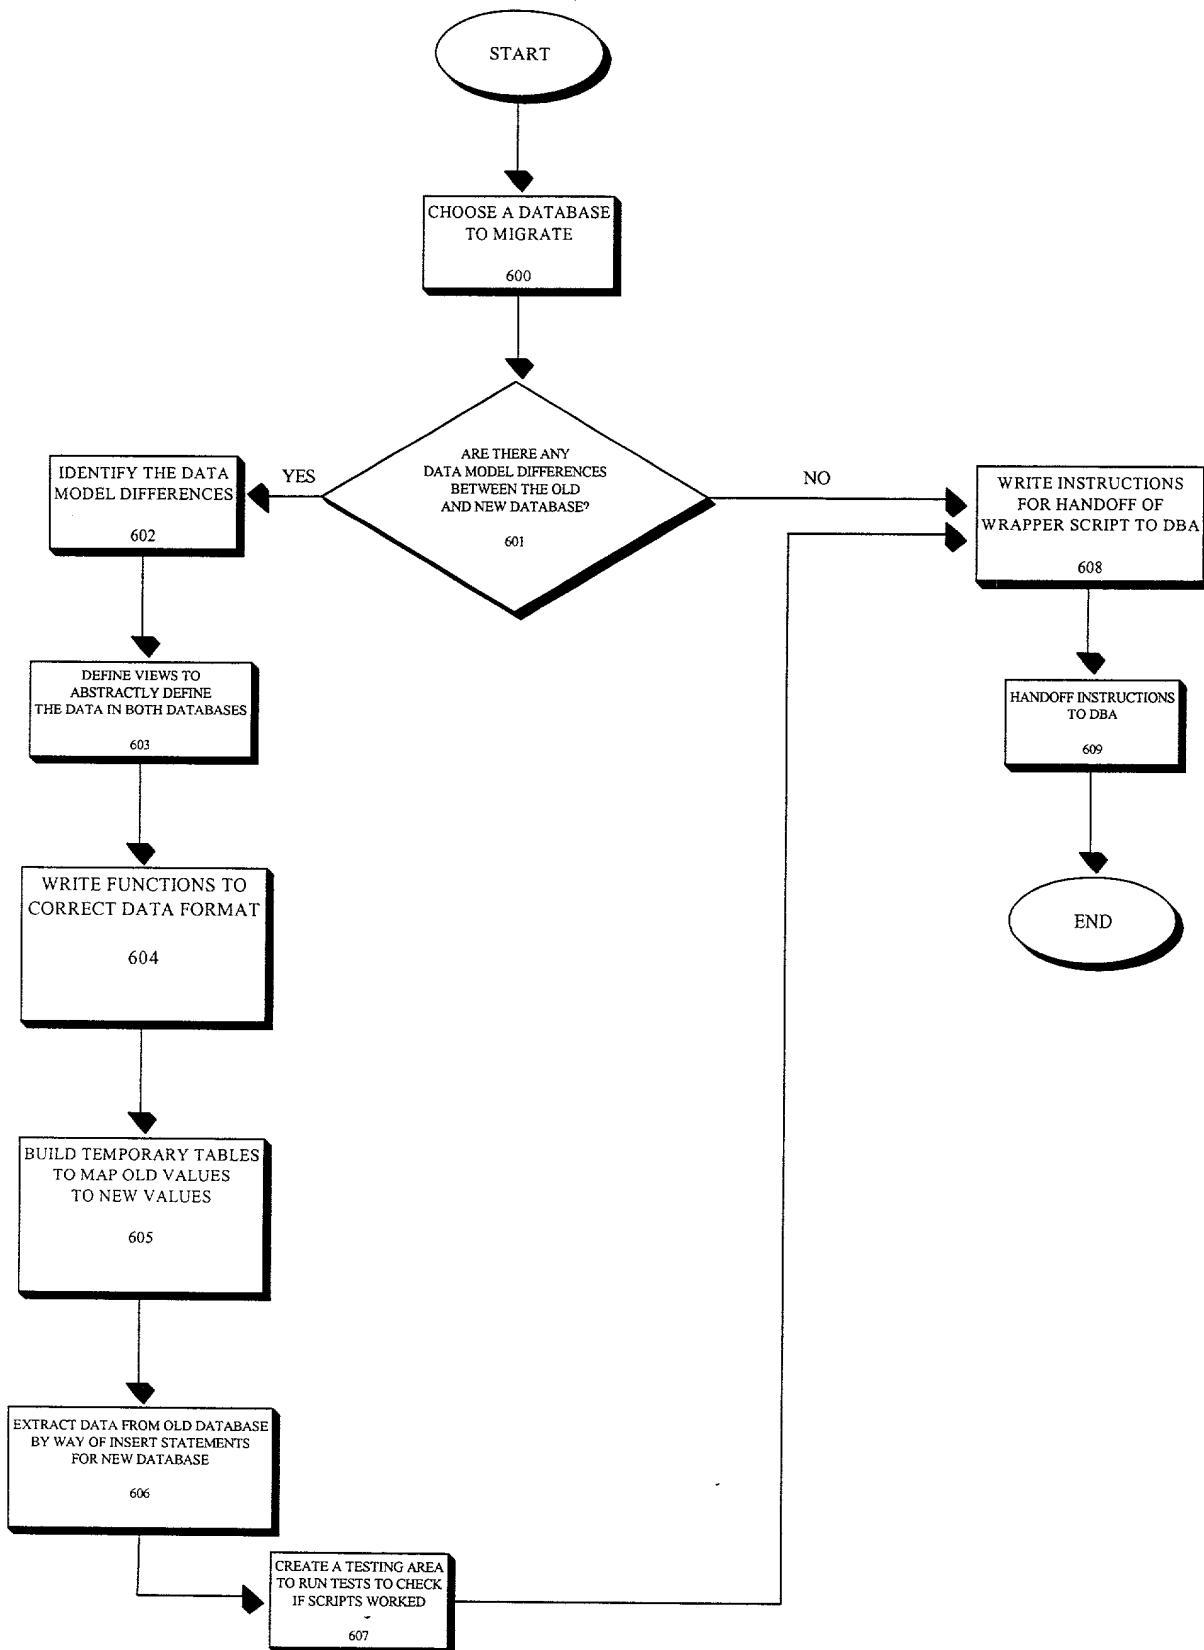 START
CHOOSE A DATABASE
TO MIGRATE
600
ARE THERE ANY
DATA MODEL DIFFERENCES
BETWEEN THE OLD
AND NEW DATABASE?
601
YES
NO
IDENTIFY THE DATA
MODEL DIFFERENCES
602
DEFINE VIEWS TO
ABSTRACTLY DEFINE
THE DATA IN BOTH DATABASES
603
WRITE FUNCTIONS TO
CORRECT DATA FORMAT
604
BUILD TEMPORARY TABLES
TO MAP OLD VALUES
TO NEW VALUES
605
EXTRACT DATA FROM OLD DATABASE
BY WAY OF INSERT STATEMENTS
FOR NEW DATABASE
606
CREATE A TESTING AREA
TO RUN TESTS TO CHECK
IF SCRIPTS WORKED
607
WRITE INSTRUCTIONS
FOR HANDOFF OF
WRAPPER SCRIPT TO DBA
608
HANDOFF INSTRUCTIONS
TO DBA
609
END